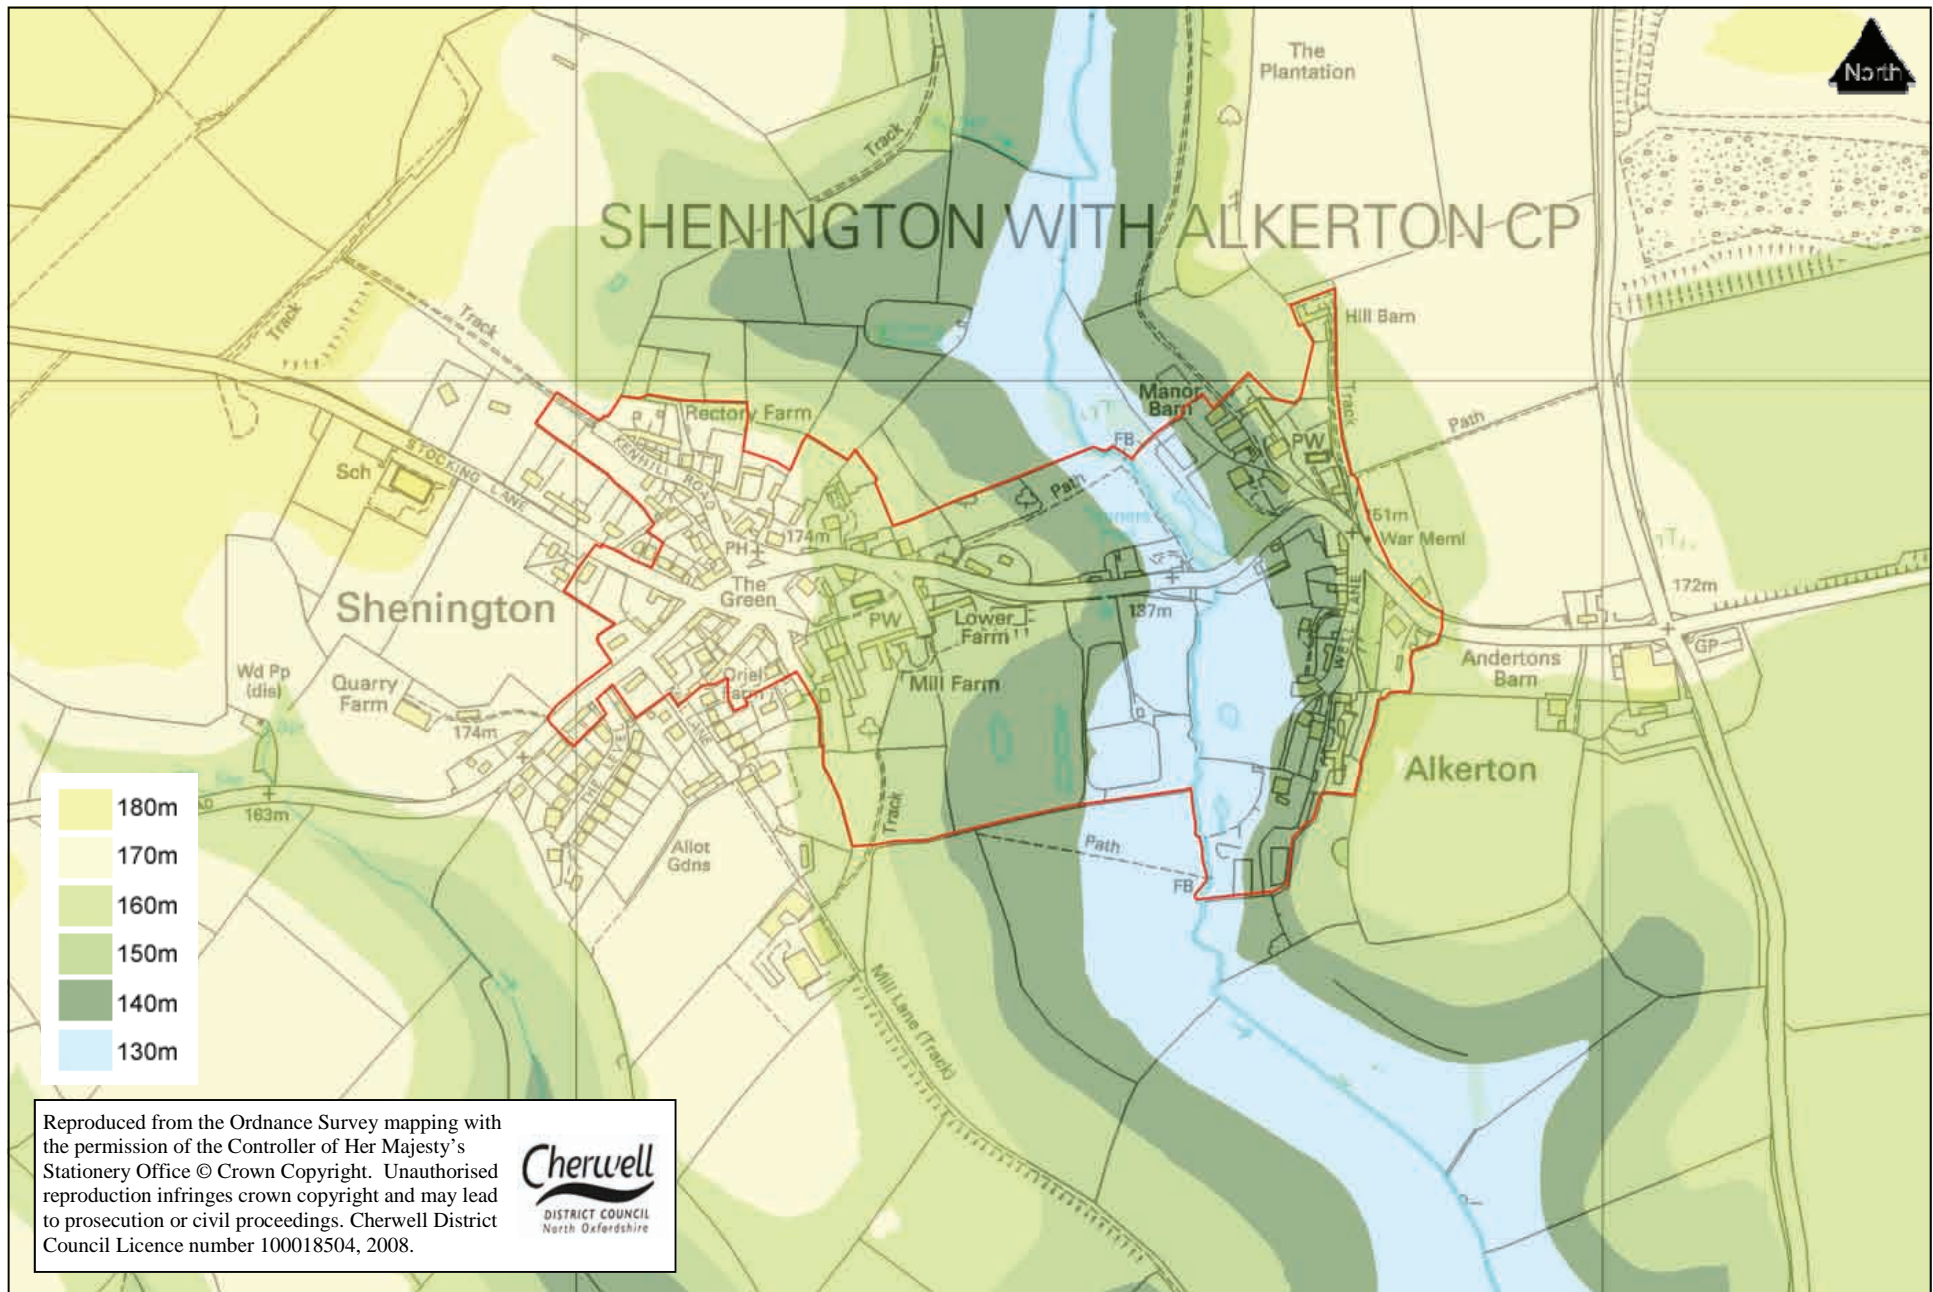 The
Plantation
North
Track
SHENINGTON WITH ALKERTON CP
Track
Track
Hill Barn
Manor
Barn
Rectory Farm
Track
Path
STOCKING LANE
KENHILL ROAD
Sch
FB
PW
Path
151m
War Meml
PH
174m
The
Green
172m
Shenington
137m
PW
Lower
Farm
WELL LANE
GP
Andertons
Barn
Wd Pp
(dis)
Quarry
Farm
Oriel
Farm
Mill Farm
174m
LANE
THE LEVEL
Alkerton
163m
Track
Path
Allot
Gdns
FB
Mill Lane (Track)
180m
170m
160m
150m
140m
130m
Reproduced from the Ordnance Survey mapping with
the permission of the Controller of Her Majesty's
Stationery Office © Crown Copyright. Unauthorised
reproduction infringes crown copyright and may lead
to prosecution or civil proceedings. Cherwell District
Council Licence number 100018504, 2008.
Cherwell
DISTRICT COUNCIL
North Oxfordshire